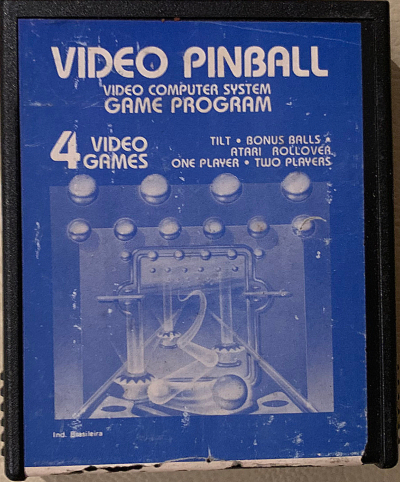 VIDEO PINBALL
VIDEO COMPUTER SYSTEM
GAME PROGRAM
4 VIDEO GAMES
TILT • BONUS BALLS •
ATARI ROLLOVER
ONE PLAYER • TWO PLAYERS
Ind. Brasileira